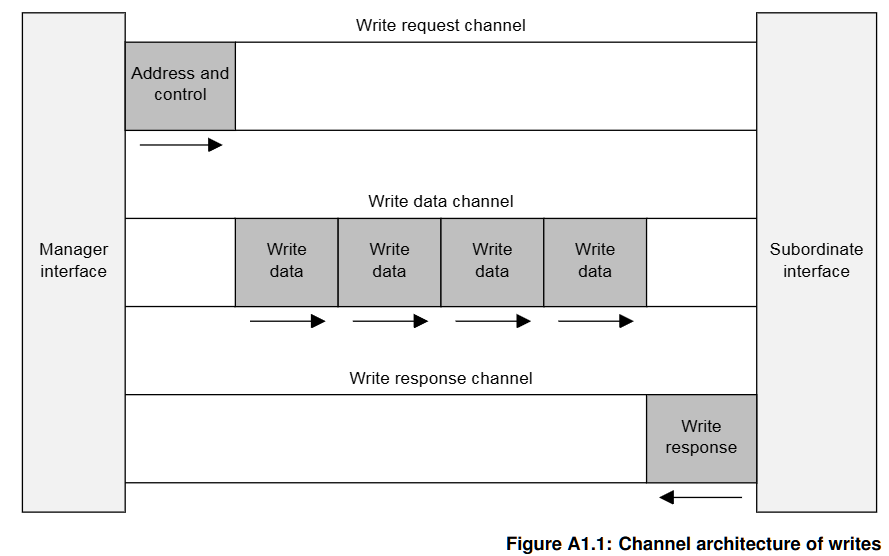 Write request channel
Address and
control
Write data channel
Manager
interface
Write
data
Write
data
Write
data
Write
data
Subordinate
interface
Write response channel
Write
response
Figure A1.1: Channel architecture of writes